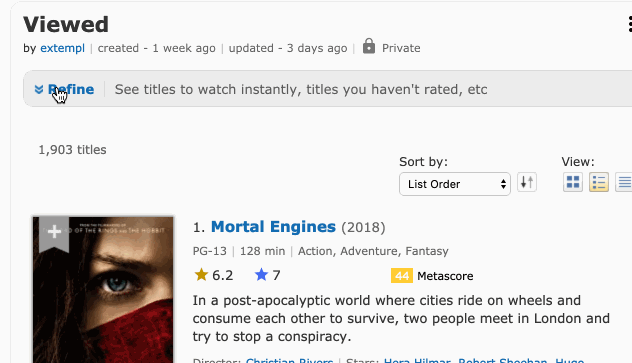 Viewed
by extempl | created - 1 week ago | updated - 3 days ago | Private
Refine | See titles to watch instantly, titles you haven't rated, etc
1,903 titles
Sort by: View:
List Order
FROM THE FILMMAKERS OF
OF THE RINGS AND THE HOBBIT
1. Mortal Engines (2018)
PG-13 | 128 min | Action, Adventure, Fantasy
6.2 7 44 Metascore
In a post-apocalyptic world where cities ride on wheels and
consume each other to survive, two people meet in London and
try to stop a conspiracy.
Director: Christian Rivers | Stars: Hera Hilmar, Robert Sheehan, Hugo